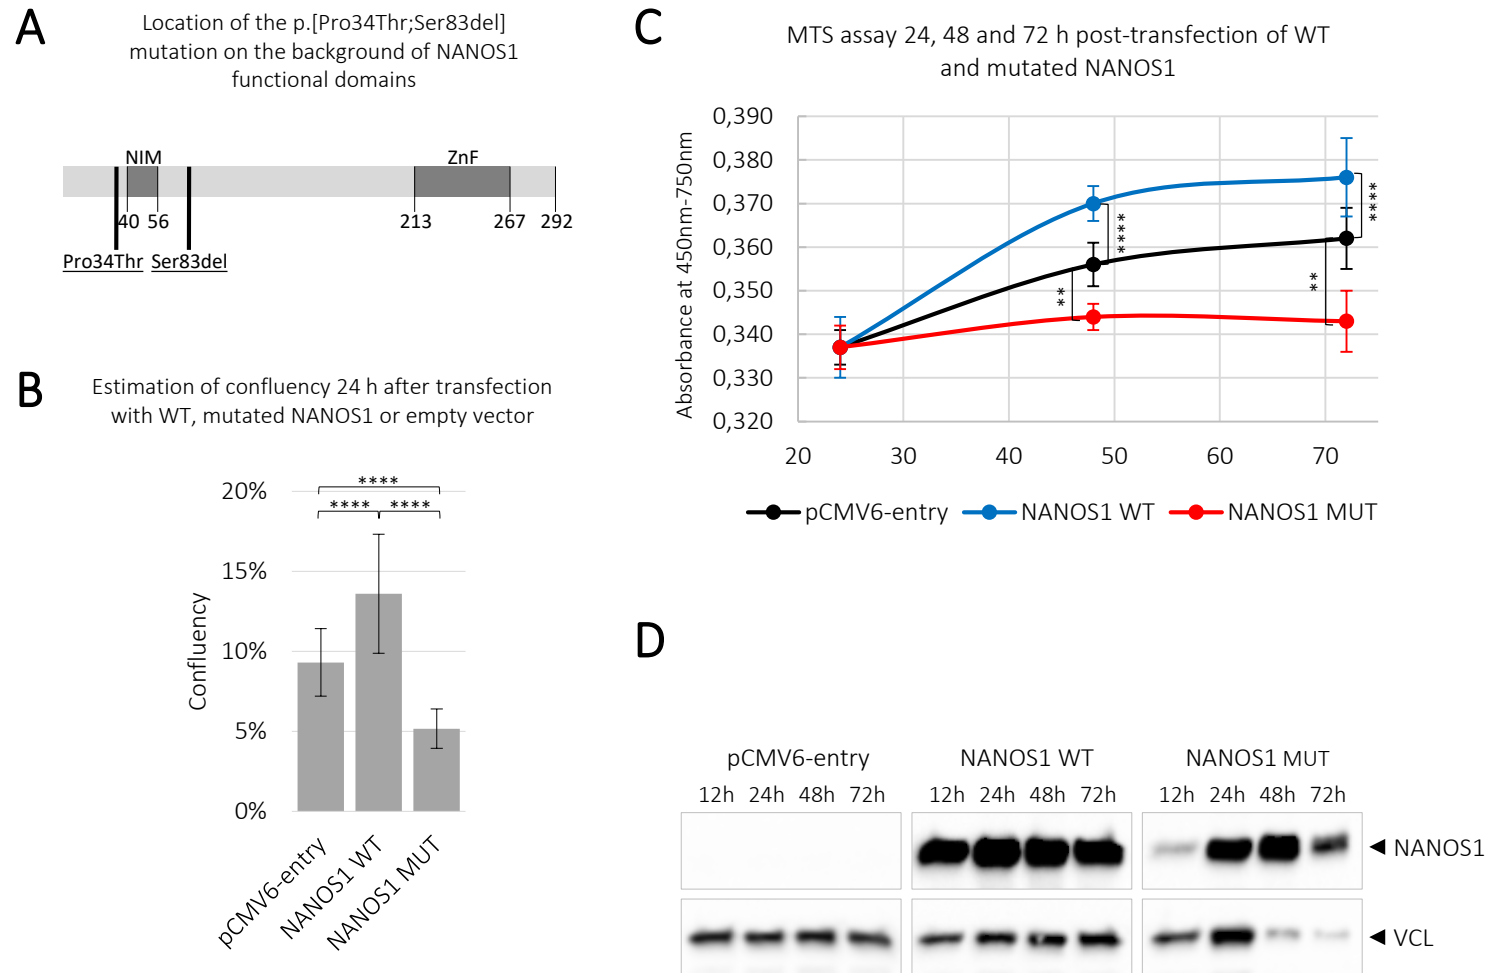 A
Location of the p.[Pro34Thr;Ser83del]
mutation on the background of NANOS1
functional domains
NIM
ZnF
40 56 213 267 292
Pro34Thr Ser83del
B
Estimation of confluency 24 h after transfection
with WT, mutated NANOS1 or empty vector
****
**** ****
20%
15%
10%
5%
0%
Confluency
pCMV6-entry
NANOS1 WT
NANOS1 MUT
C
MTS assay 24, 48 and 72 h post-transfection of WT
and mutated NANOS1
Absorbance at 450nm-750nm
0,390
0,380
0,370
0,360
0,350
0,340
0,330
0,320
20 30 40 50 60 70
****
**
****
**
pCMV6-entry NANOS1 WT NANOS1 MUT
D
pCMV6-entry NANOS1 WT NANOS1 MUT
12h 24h 48h 72h 12h 24h 48h 72h 12h 24h 48h 72h
NANOS1
VCL